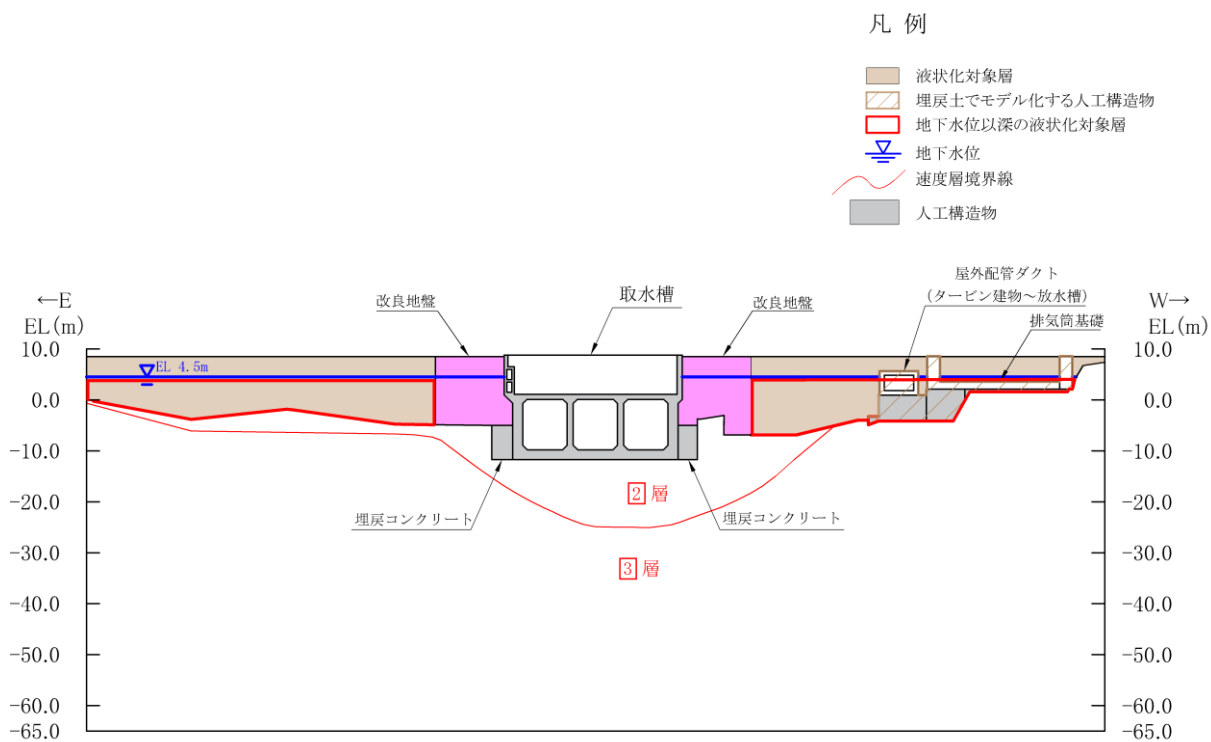 凡 例
液状化対象層
埋戻土でモデル化する人工構造物
地下水位以深の液状化対象層
地下水位
速度層境界線
人工構造物
←E
EL(m)
改良地盤
取水槽
改良地盤
屋外配管ダクト
(タービン建物～放水槽)
排気筒基礎
W→
EL(m)
10.0
EL 4.5m
10.0
0.0
0.0
-10.0
-10.0
2 層
-20.0
-20.0
埋戻コンクリート
埋戻コンクリート
3 層
-30.0
-30.0
-40.0
-40.0
-50.0
-50.0
-60.0
-60.0
-65.0
-65.0